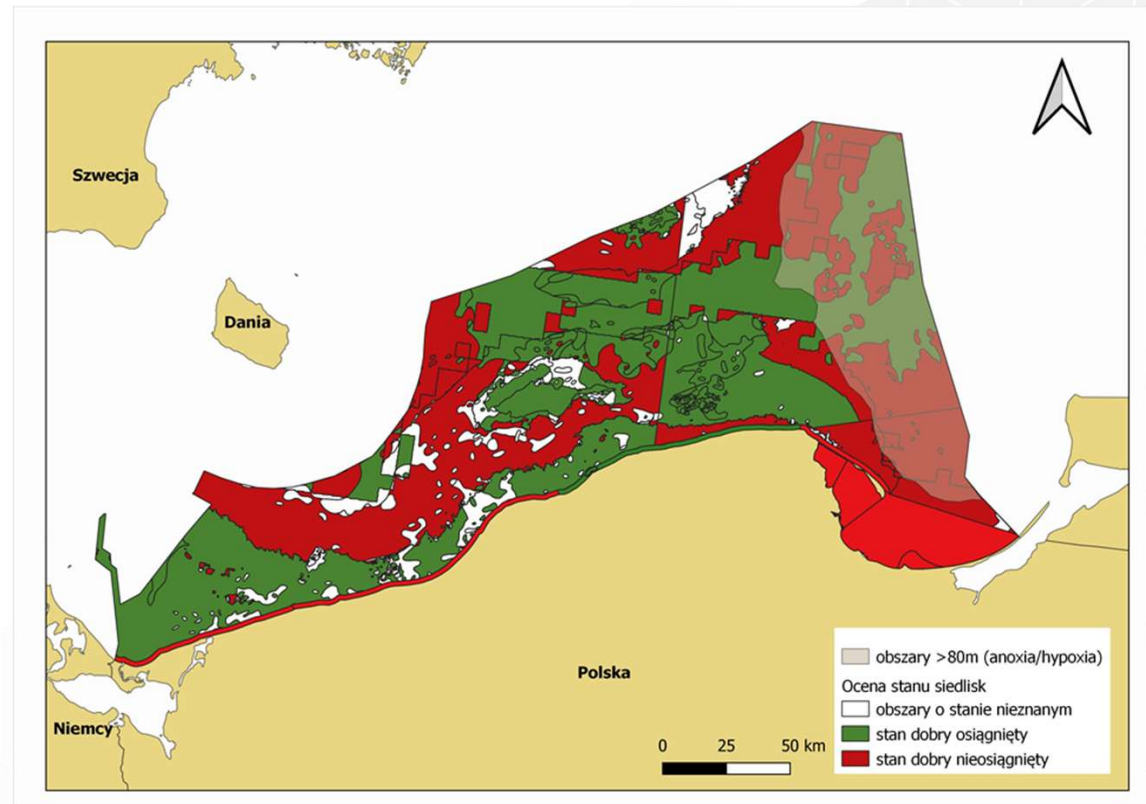 Szwecja
Dania
Polska
Niemcy
0 25 50 km
obszary >80m (anoxia/hypoxia)
Ocena stanu siedlisk
obszary o stanie nieznanym
stan dobry osiągnięty
stan dobry nieosiągnięty